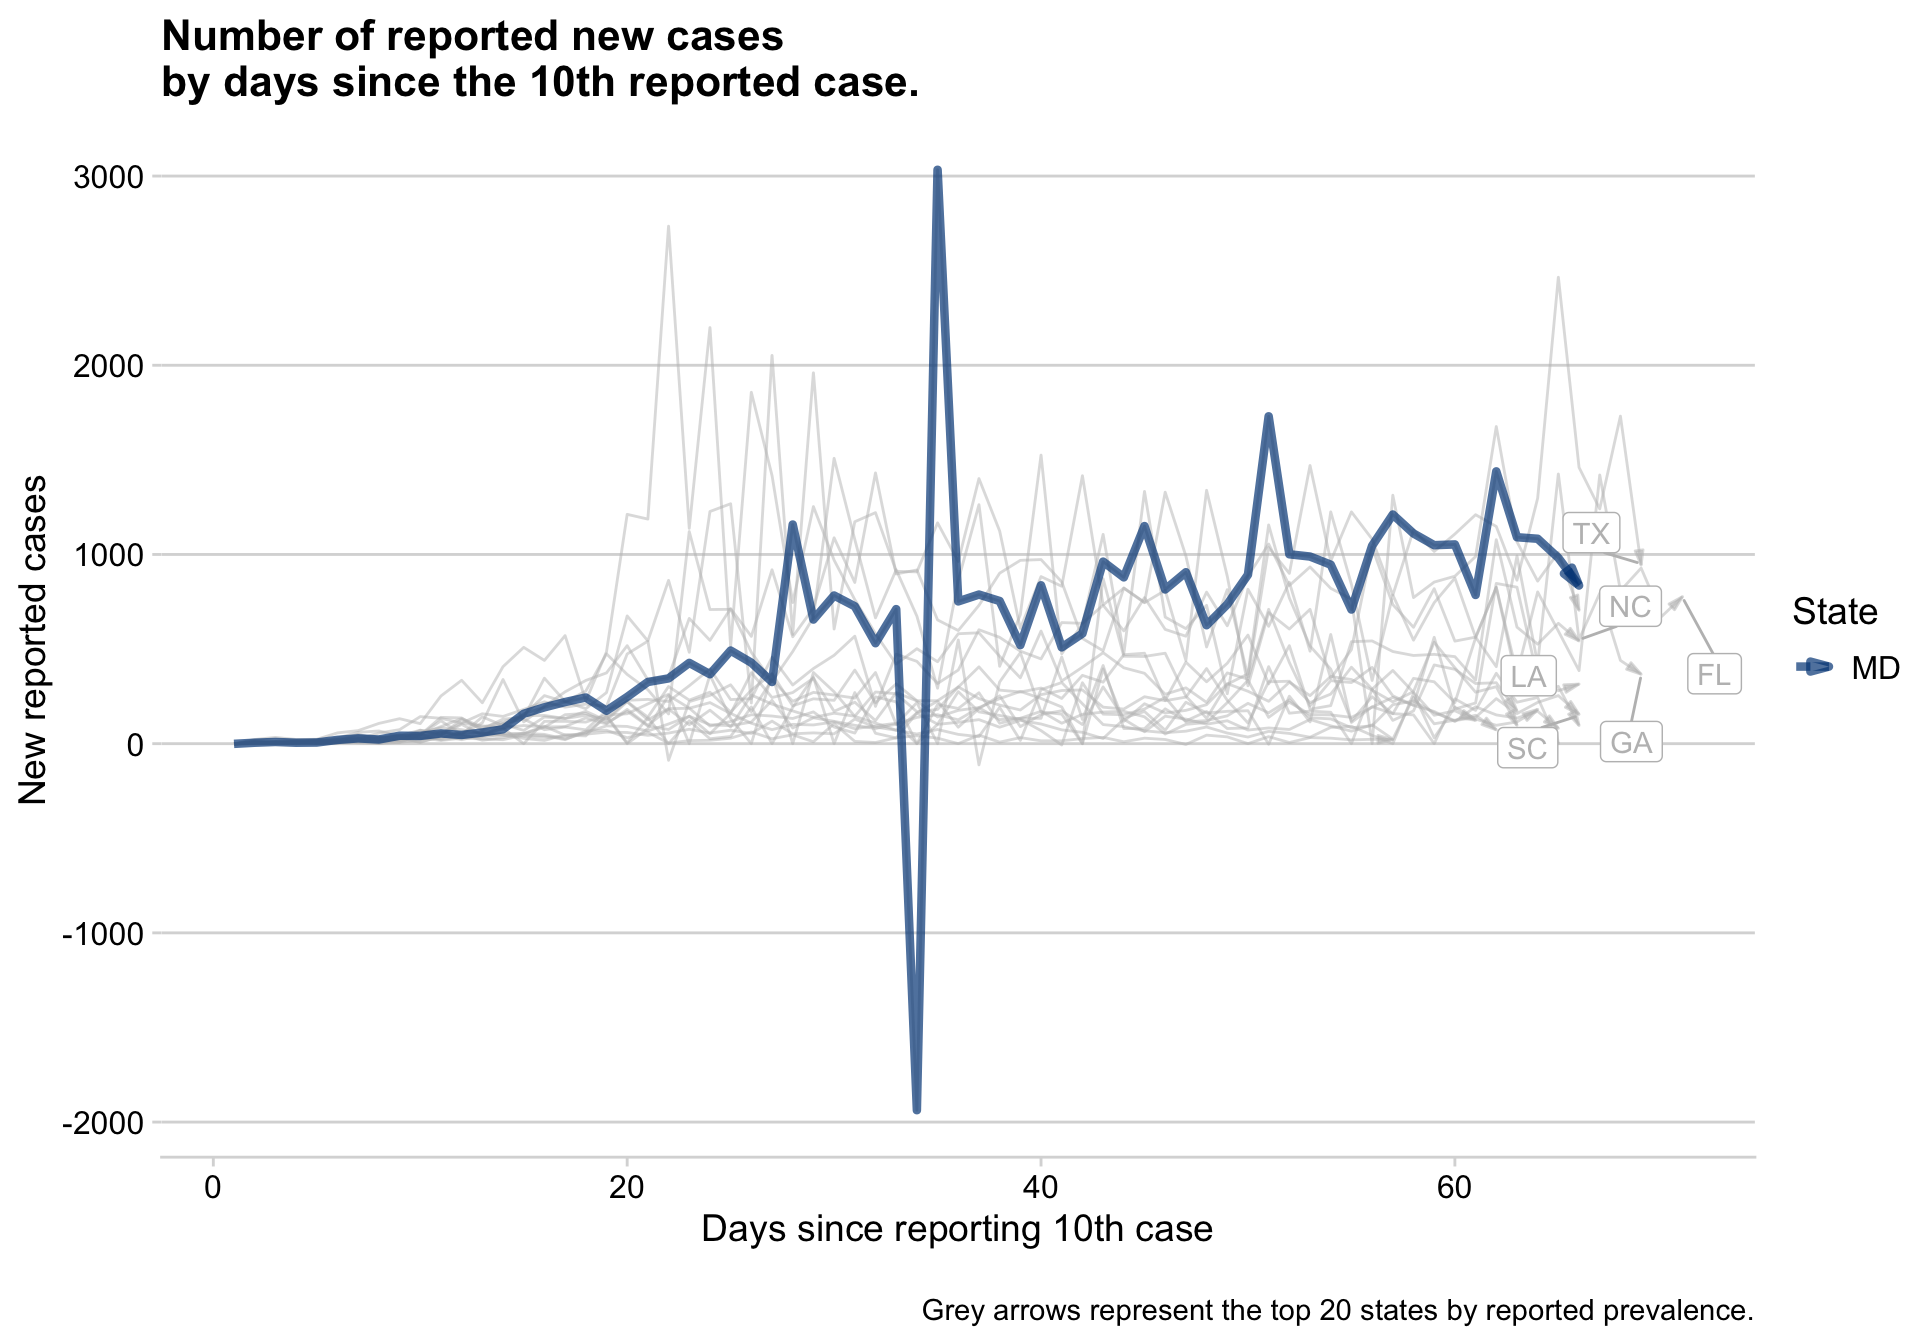 Number of reported new cases
by days since the 10th reported case.
New reported cases
3000
2000
1000
0
-1000
-2000
TX
NC
LA
FL
SC
GA
State
MD
0
20
40
60
Days since reporting 10th case
Grey arrows represent the top 20 states by reported prevalence.